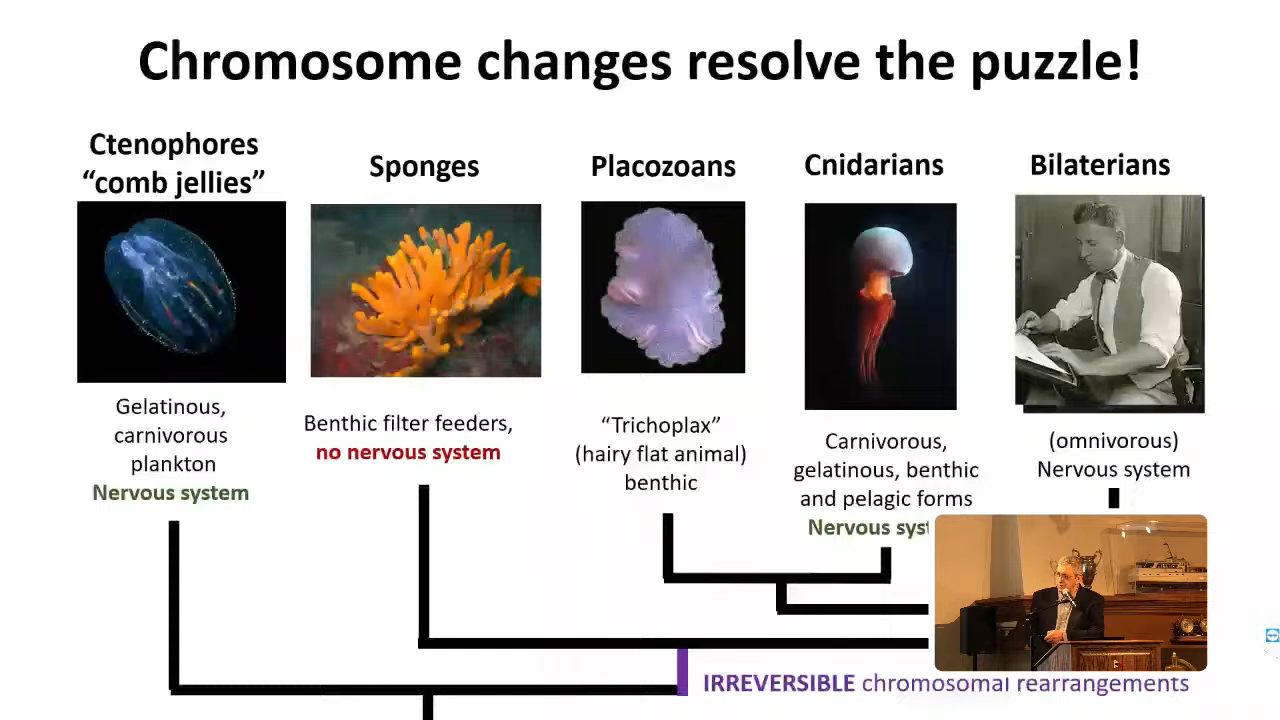 Chromosome changes resolve the puzzle!
Ctenophores
“comb jellies”
Sponges
Placozoans
Cnidarians
Bilaterians
Gelatinous,
carnivorous
plankton
Nervous system
Benthic filter feeders,
no nervous system
“Trichoplax”
(hairy flat animal)
benthic
Carnivorous,
gelatinous, benthic
and pelagic forms
Nervous syst
(omnivorous)
Nervous system
IRREVERSIBLE chromosomal rearrangements